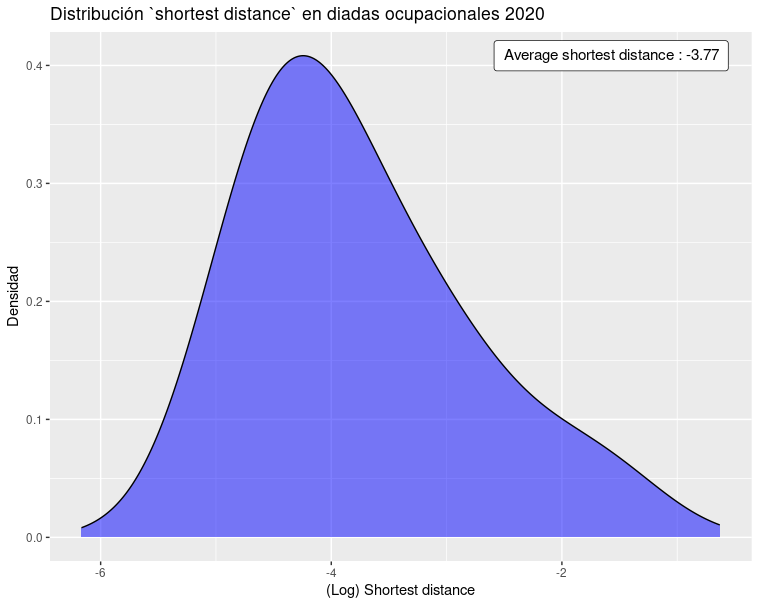 Distribución `shortest distance` en diadas ocupacionales 2020
Average shortest distance : -3.77
0.4
0.3
0.2
0.1
0.0
Densidad
-6
-4
-2
(Log) Shortest distance